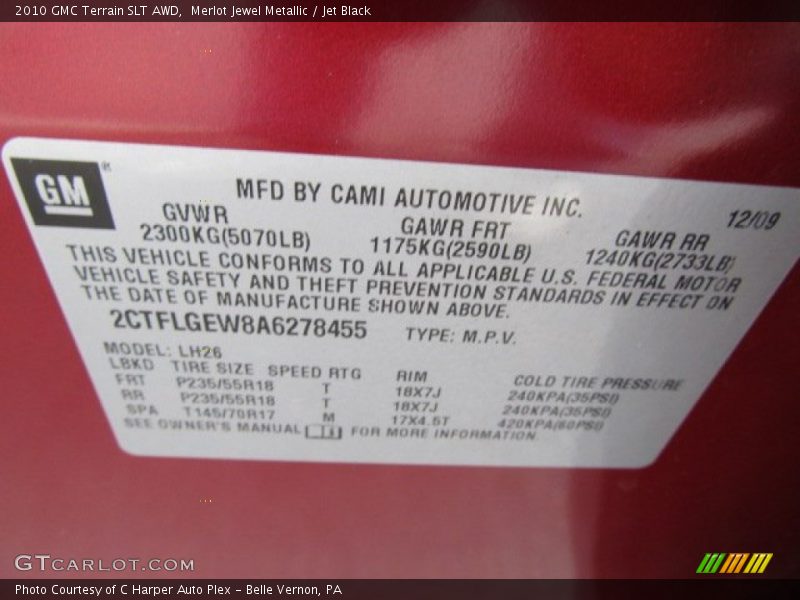 2010 GMC Terrain SLT AWD, Merlot Jewel Metallic / Jet Black
GM ®
MFD BY CAMI AUTOMOTIVE INC.
12/09
GVWR GAWR FRT GAWR RR
2300KG(5070LB) 1175KG(2590LB) 1240KG(2733LB)
THIS VEHICLE CONFORMS TO ALL APPLICABLE U.S. FEDERAL MOTOR
VEHICLE SAFETY AND THEFT PREVENTION STANDARDS IN EFFECT ON
THE DATE OF MANUFACTURE SHOWN ABOVE.
2CTFLGEW8A6278455 TYPE: M.P.V.
MODEL: LH26
LBKD TIRE SIZE SPEED RTG RIM COLD TIRE PRESSURE
FRT P235/55R18 T 18X7J 240KPA(35PSI)
RR P235/55R18 T 18X7J 240KPA(35PSI)
SPA T145/70R17 M 17X4.5T 420KPA(60PSI)
SEE OWNER'S MANUAL FOR MORE INFORMATION.
GTCARLOT.COM
Photo Courtesy of C Harper Auto Plex - Belle Vernon, PA